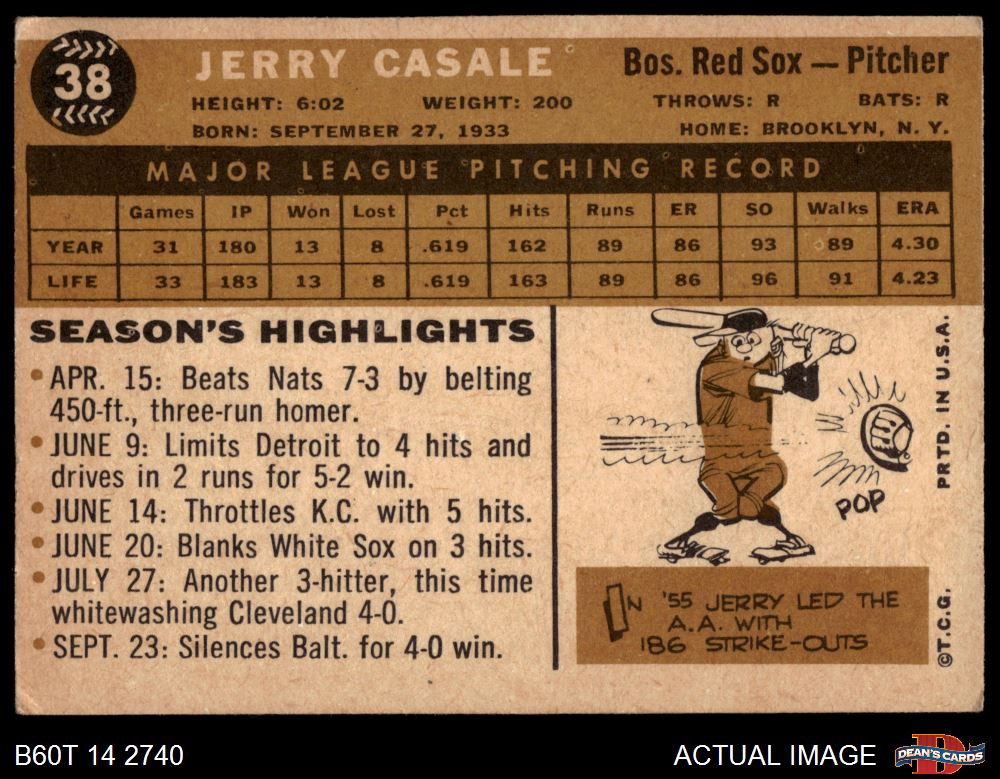 38
JERRY CASALE
Bos. Red Sox — Pitcher
HEIGHT: 6:02 WEIGHT: 200 THROWS: R BATS: R
BORN: SEPTEMBER 27, 1933 HOME: BROOKLYN, N. Y.
MAJOR LEAGUE PITCHING RECORD
Games IP Won Lost Pct Hits Runs ER SO Walks ERA
YEAR 31 180 13 8 .619 162 89 86 93 89 4.30
LIFE 33 183 13 8 .619 163 89 86 96 91 4.23
SEASON'S HIGHLIGHTS
• APR. 15: Beats Nats 7-3 by belting
450-ft., three-run homer.
• JUNE 9: Limits Detroit to 4 hits and
drives in 2 runs for 5-2 win.
• JUNE 14: Throttles K.C. with 5 hits.
• JUNE 20: Blanks White Sox on 3 hits.
• JULY 27: Another 3-hitter, this time
whitewashing Cleveland 4-0.
• SEPT. 23: Silences Balt. for 4-0 win.
POP
IN '55 JERRY LED THE
A.A. WITH
186 STRIKE-OUTS
PRTD. IN U.S.A.
©T.C.G.
B60T 14 2740
ACTUAL IMAGE
D
DEAN'S CARDS